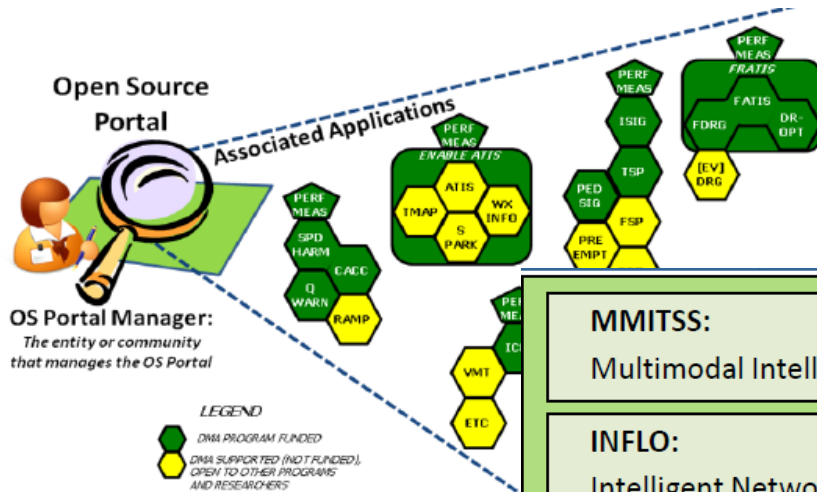 Open Source
Portal
Associated Applications
OS Portal Manager:
The entity or community
that manages the OS Portal
PERF
MEAS
SPD
HARM
CACC
Q
WARN
RAMP
PERF
MEAS
ENABLE ATIS
ATIS
TMAP
WX
INFO
S
PARK
PERF
MEAS
ISIG
TSP
PED
SIG
FSP
PRE
EMPT
PERF
MEAS
FRATIS
FATIS
FDRG
DR-
OPT
[EV]
DRG
VMT
ETC
LEGEND
DMA PROGRAM FUNDED
DMA SUPPORTED (NOT FUNDED),
OPEN TO OTHER PROGRAMS
AND RESEARCHERS
MMITSS:
Multimodal Intell
INFLO: